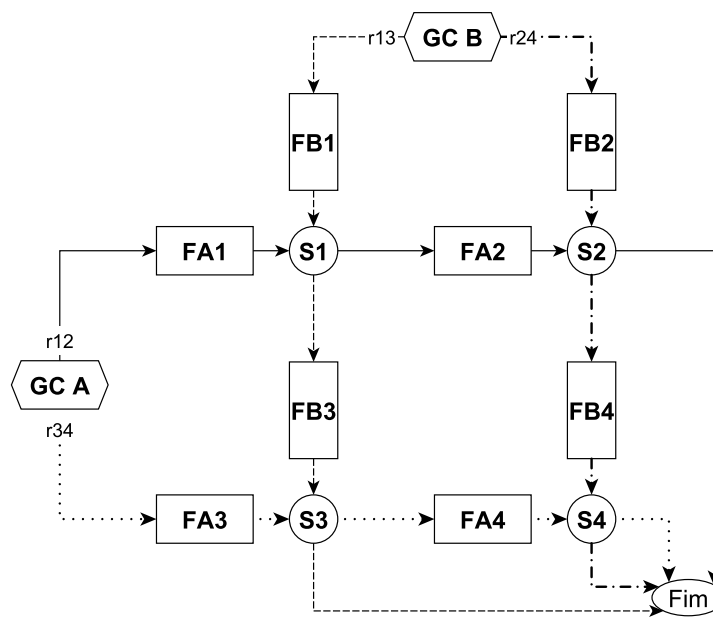 r13 GC B r24
FB1 FB2
FA1 S1 FA2 S2
r12
GC A
r34
FB3 FB4
FA3 S3 FA4 S4
Fim